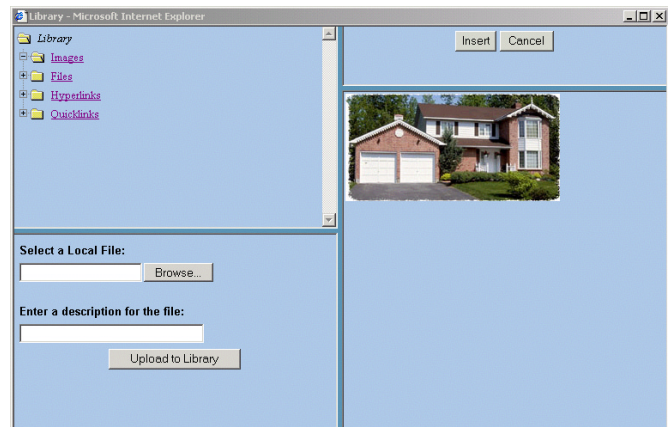 Library - Microsoft Internet Explorer
Library
Images
Files
Hyperlinks
Quicklinks
Insert Cancel
Select a Local File:
Browse...
Enter a description for the file:
Upload to Library